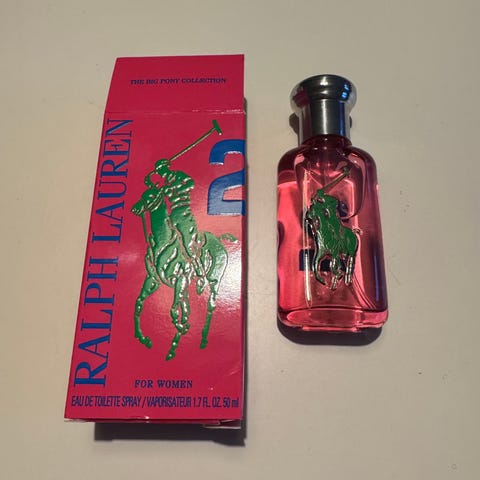 THE BIG PONY COLLECTION
RALPH LAUREN
2
FOR WOMEN
EAU DE TOILETTE SPRAY / VAPORISATEUR 1.7 FL. OZ. 50 ml